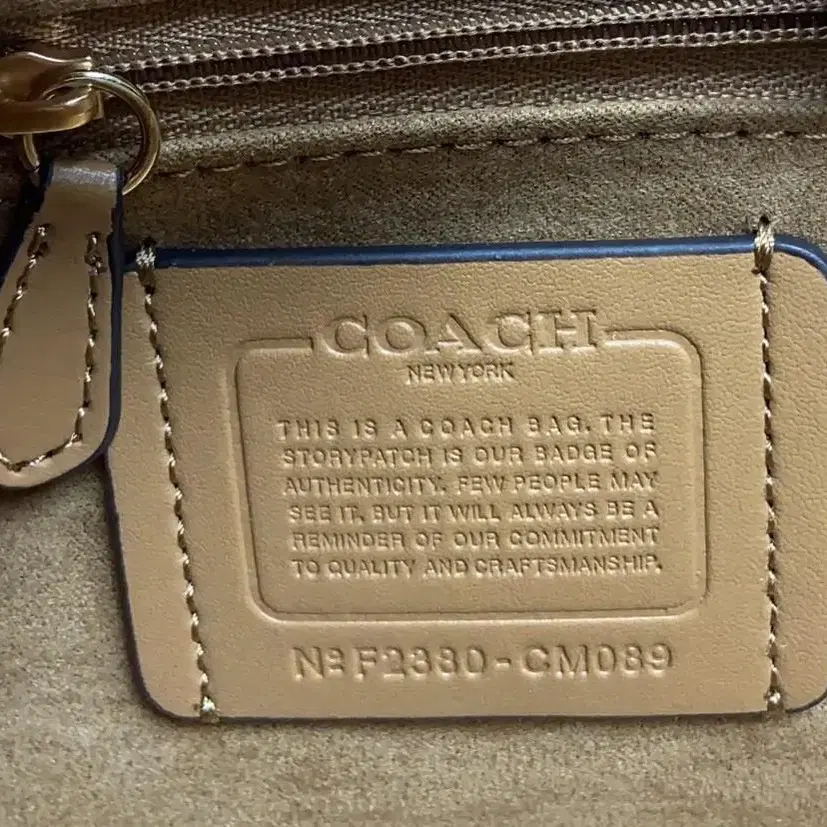 COACH
NEW YORK
THIS IS A COACH BAG. THE
STORYPATCH IS OUR BADGE OF
AUTHENTICITY. FEW PEOPLE MAY
SEE IT, BUT IT WILL ALWAYS BE A
REMINDER OF OUR COMMITMENT
TO QUALITY AND CRAFTSMANSHIP.
Nº F2380-CM089